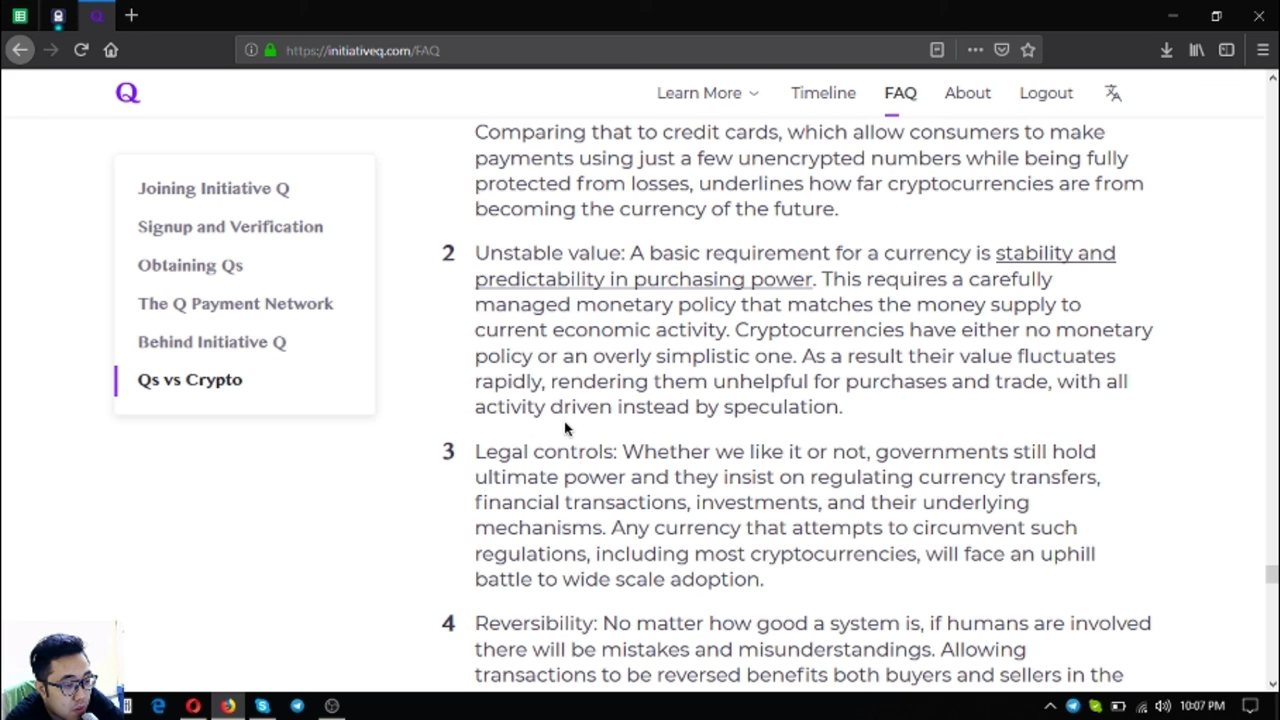 Q
https://initiativeq.com/FAQ
Q
Learn More
Timeline
FAQ
About
Logout
Joining Initiative Q
Signup and Verification
Obtaining Qs
The Q Payment Network
Behind Initiative Q
Qs vs Crypto
Comparing that to credit cards, which allow consumers to make
payments using just a few unencrypted numbers while being fully
protected from losses, underlines how far cryptocurrencies are from
becoming the currency of the future.
2 Unstable value: A basic requirement for a currency is stability and
predictability in purchasing power. This requires a carefully
managed monetary policy that matches the money supply to
current economic activity. Cryptocurrencies have either no monetary
policy or an overly simplistic one. As a result their value fluctuates
rapidly, rendering them unhelpful for purchases and trade, with all
activity driven instead by speculation.
3 Legal controls: Whether we like it or not, governments still hold
ultimate power and they insist on regulating currency transfers,
financial transactions, investments, and their underlying
mechanisms. Any currency that attempts to circumvent such
regulations, including most cryptocurrencies, will face an uphill
battle to wide scale adoption.
4 Reversibility: No matter how good a system is, if humans are involved
there will be mistakes and misunderstandings. Allowing
transactions to be reversed benefits both buyers and sellers in the
10:07 PM